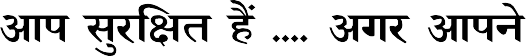 आप सुरक्षित हैं .... अगर आपने